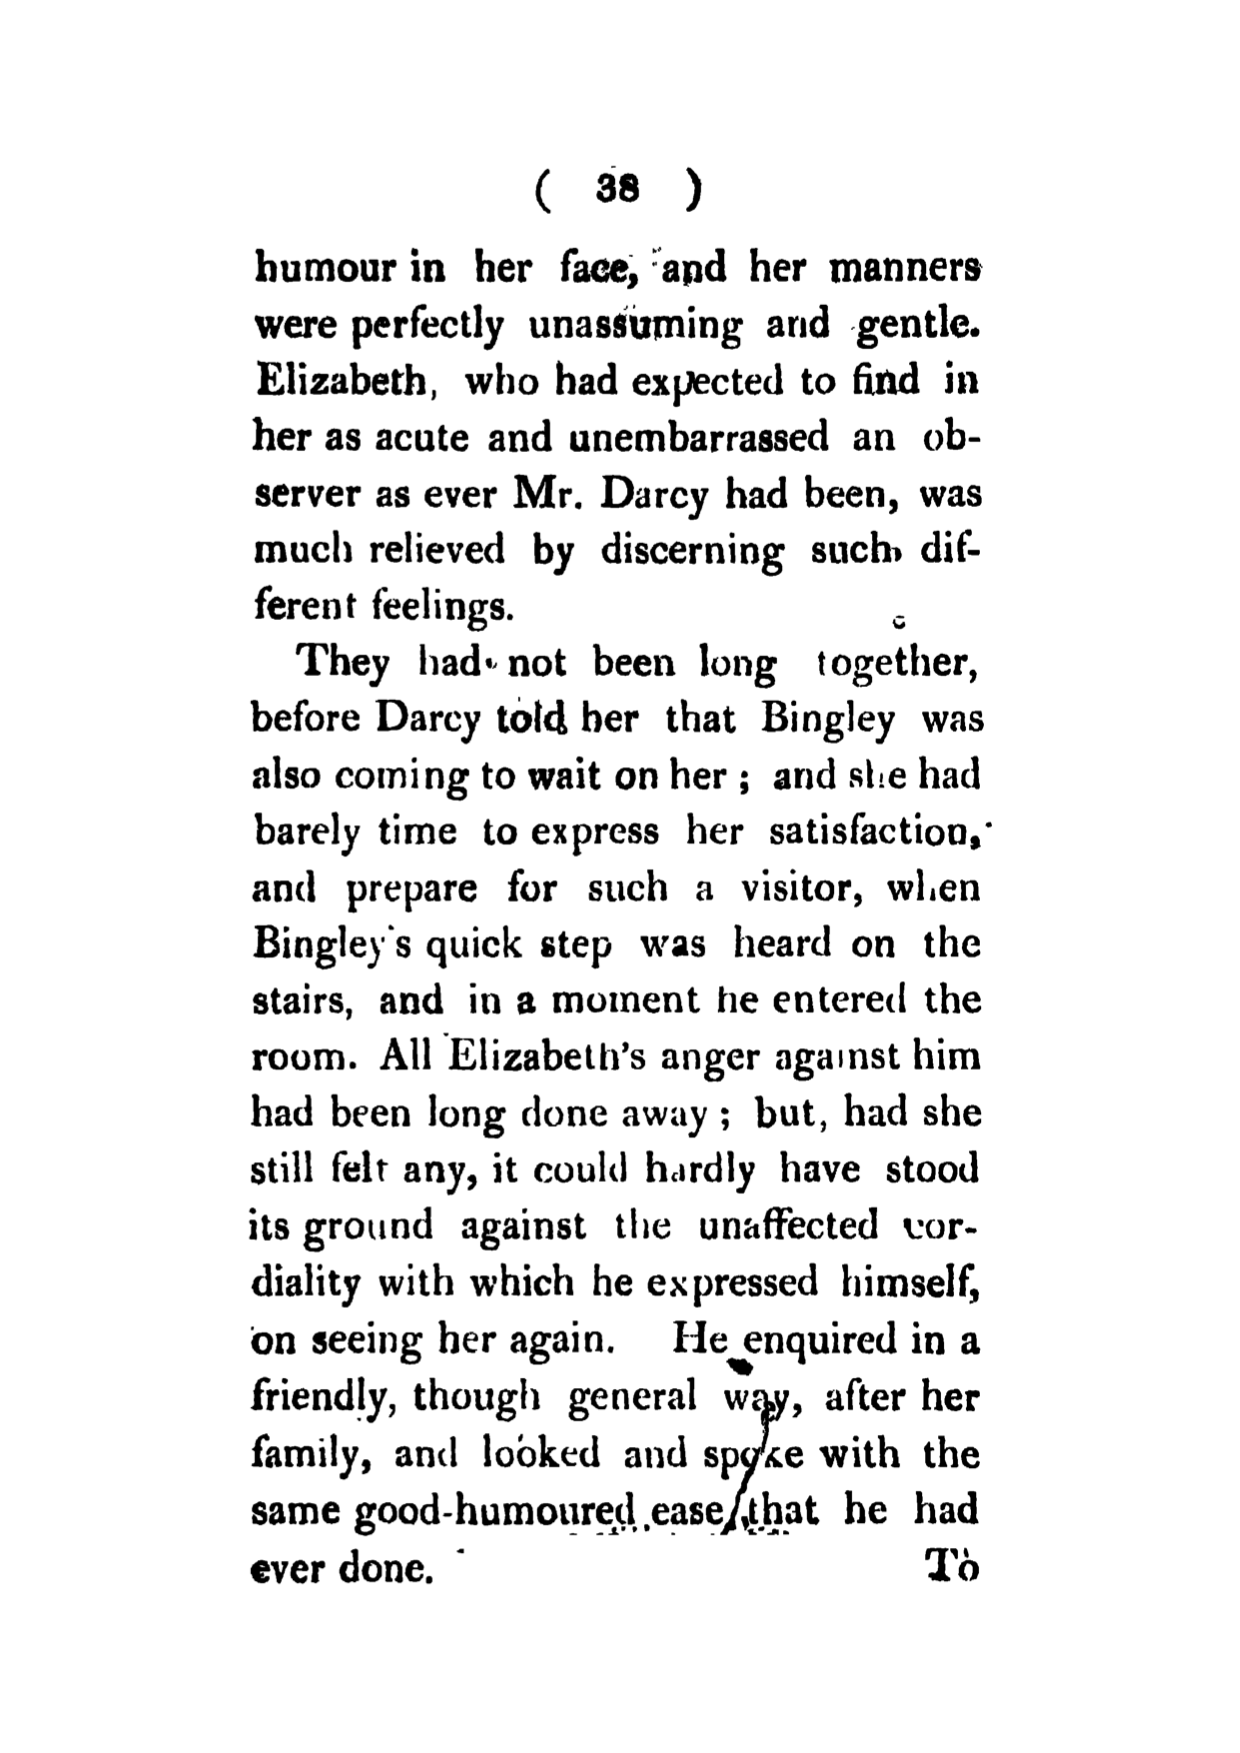 ( 38 )
humour in her face, and her manners
were perfectly unassuming and gentle.
Elizabeth, who had expected to find in
her as acute and unembarrassed an ob-
server as ever Mr. Darcy had been, was
much relieved by discerning such dif-
ferent feelings.
They had not been long together,
before Darcy told her that Bingley was
also coming to wait on her ; and she had
barely time to express her satisfaction,
and prepare for such a visitor, when
Bingley's quick step was heard on the
stairs, and in a moment he entered the
room. All Elizabeth's anger against him
had been long done away ; but, had she
still felt any, it could hardly have stood
its ground against the unaffected cor-
diality with which he expressed himself,
on seeing her again. He enquired in a
friendly, though general way, after her
family, and looked and spoke with the
same good-humoured ease, that he had
ever done. To